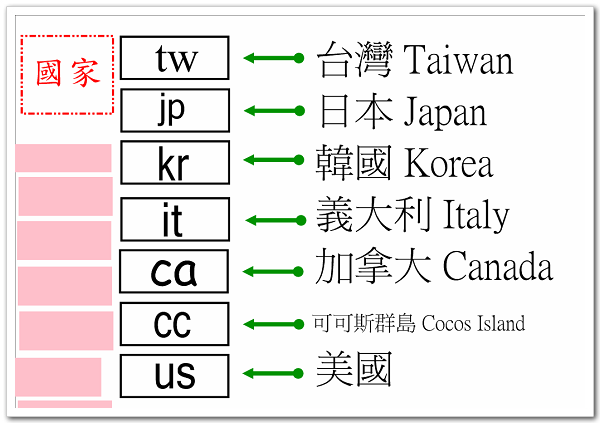 國家
tw 台灣 Taiwan
jp 日本 Japan
kr 韓國 Korea
it 義大利 Italy
ca 加拿大 Canada
cc 可可斯群島 Cocos Island
us 美國